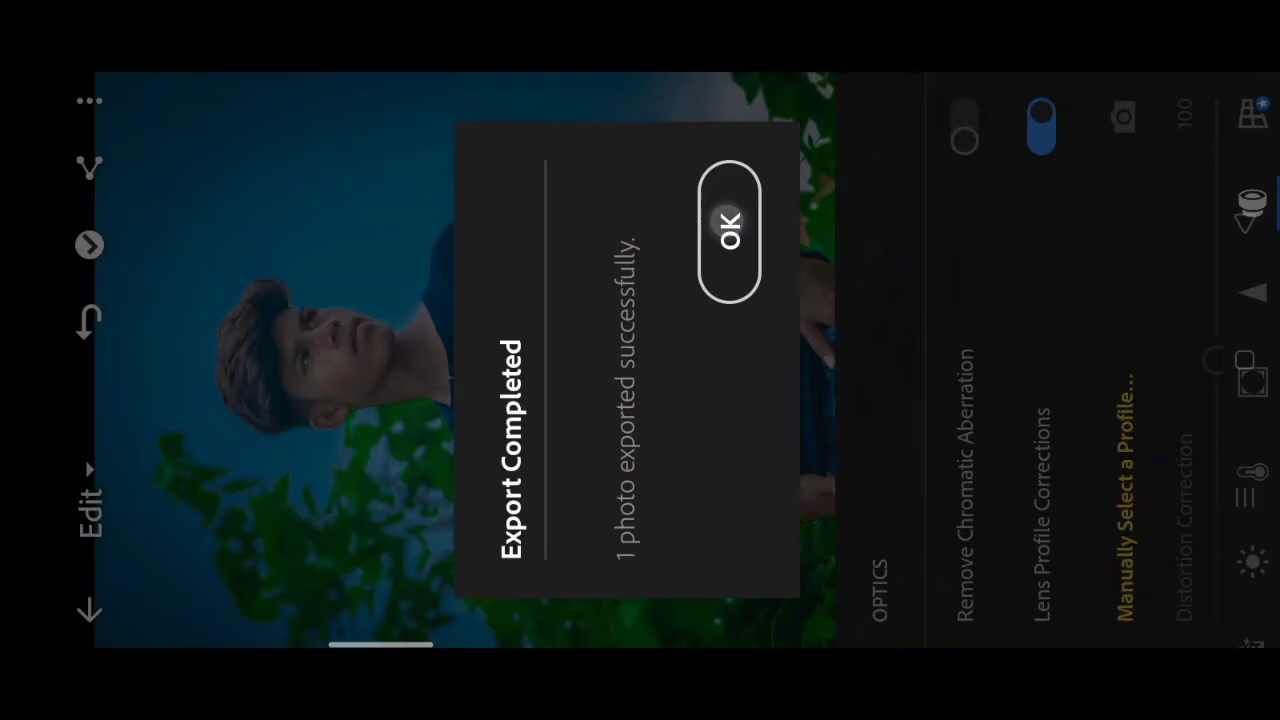 Edit
Export Completed
1 photo exported successfully.
OK
OPTICS
Remove Chromatic Aberration
Lens Profile Corrections
Manually Select a Profile...
Distortion Correction
100